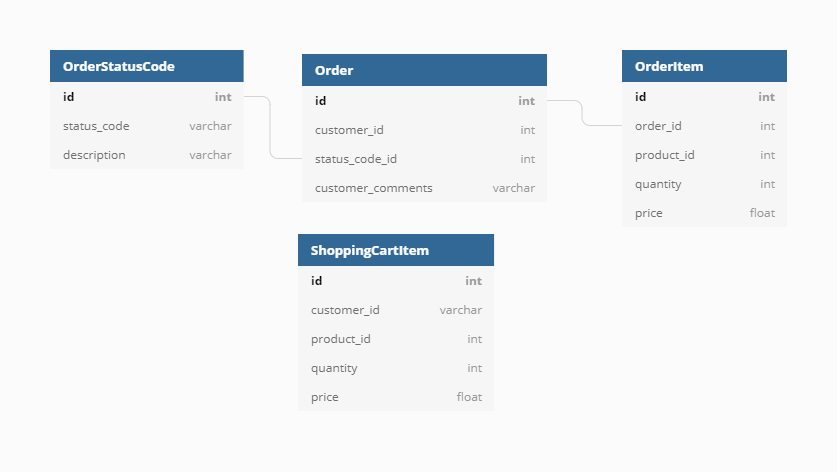 OrderStatusCode
id int
status_code varchar
description varchar
Order
id int
customer_id int
status_code_id int
customer_comments varchar
OrderItem
id int
order_id int
product_id int
quantity int
price float
ShoppingCartItem
id int
customer_id varchar
product_id int
quantity int
price float